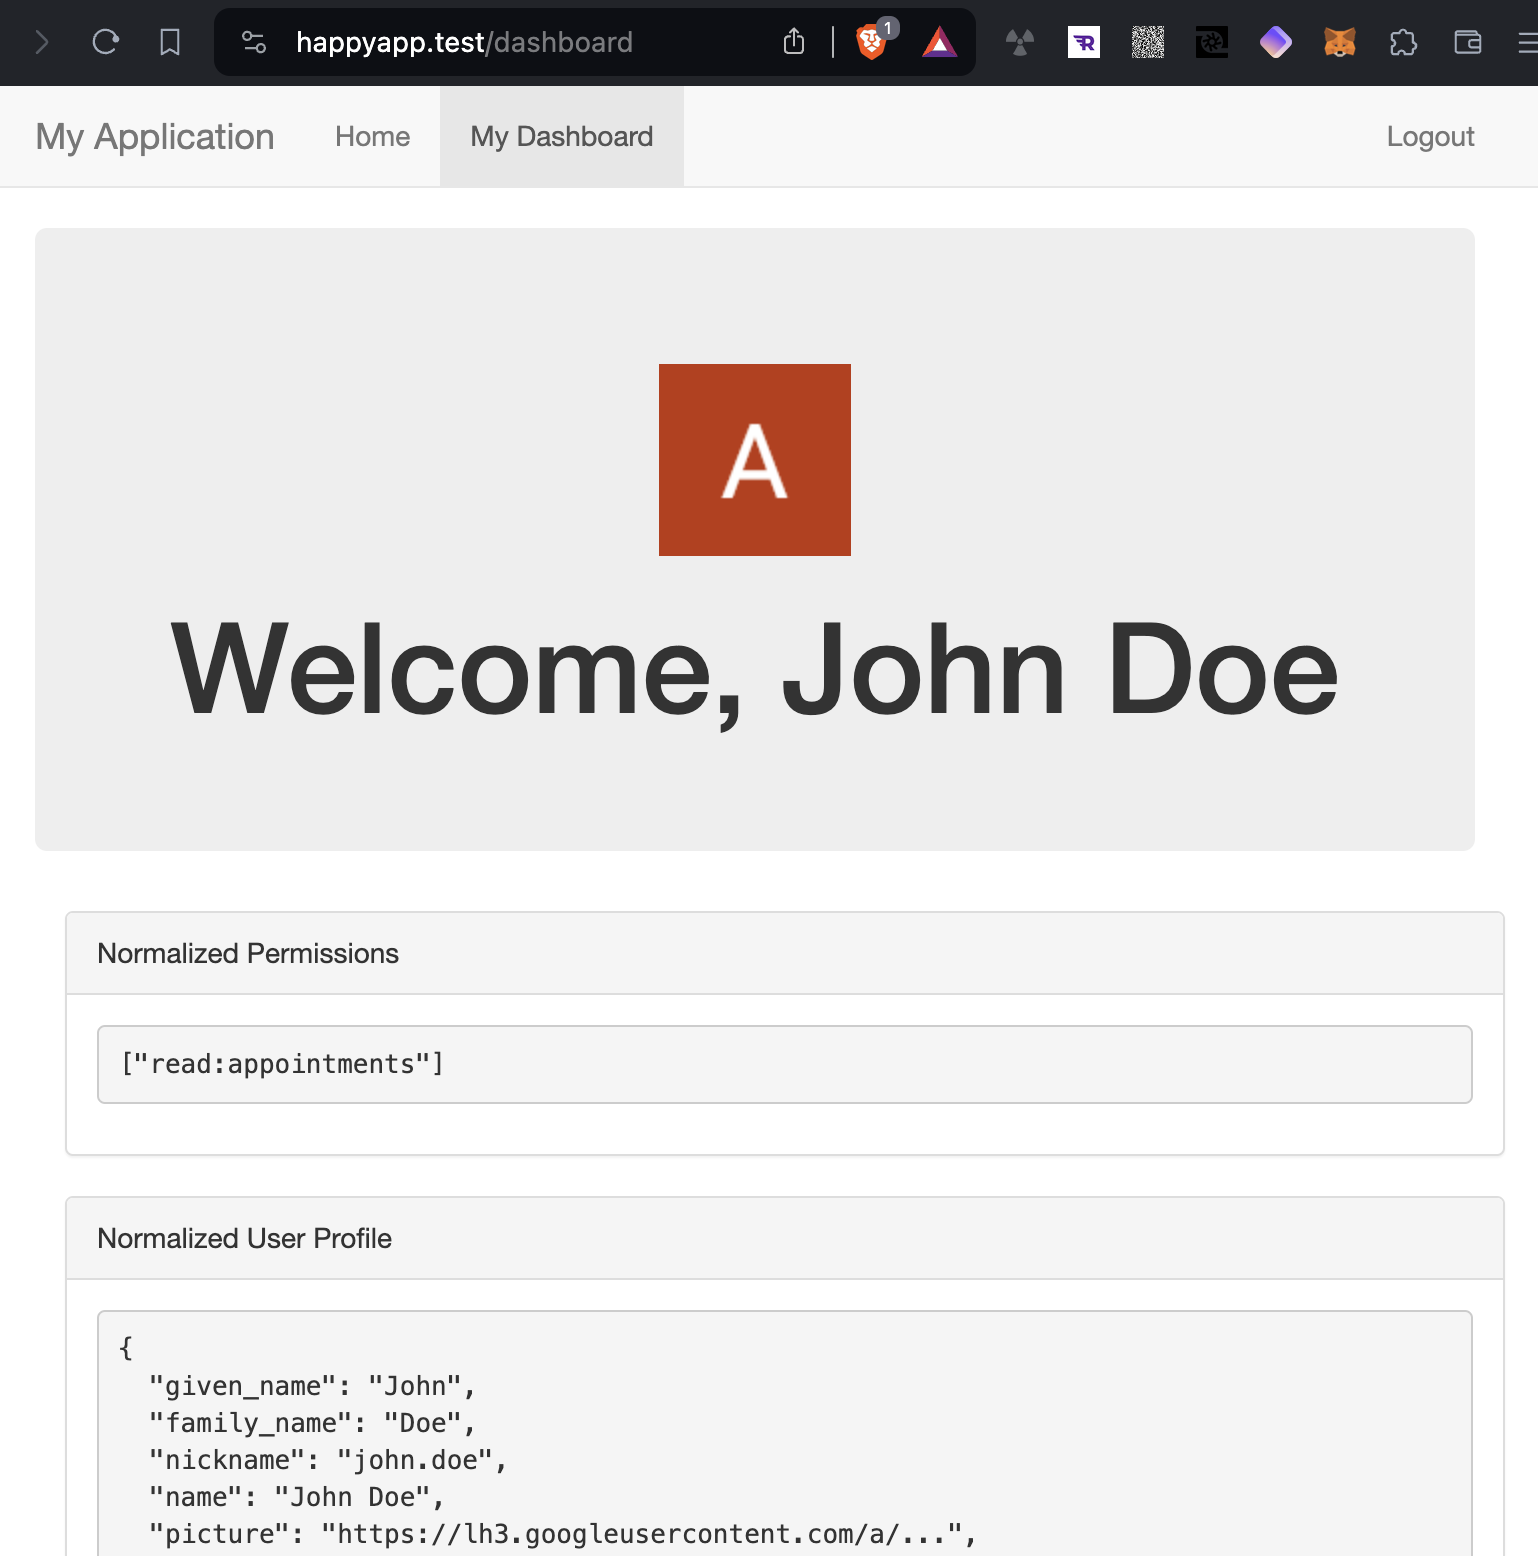 happyapp.test/dashboard
1
R
My Application
Home
My Dashboard
Logout
A
Welcome, John Doe
Normalized Permissions
["read:appointments"]
Normalized User Profile
{
"given_name": "John",
"family_name": "Doe",
"nickname": "john.doe",
"name": "John Doe",
"picture": "https://lh3.googleusercontent.com/a/...",